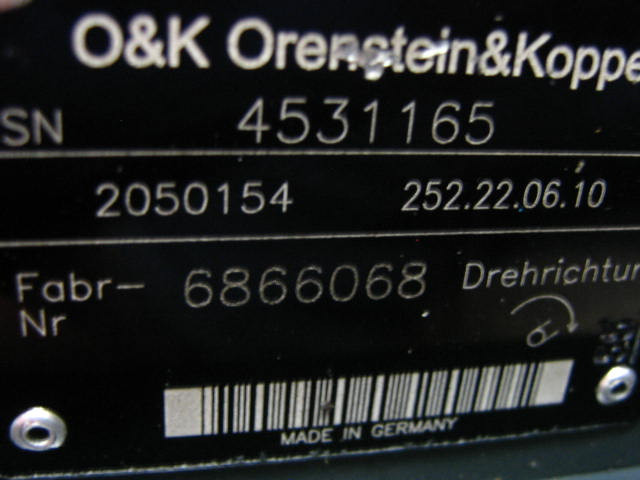 O&K Orenstein&Koppe
SN 4531165
2050154 252.22.06.10
Fabr- 6866068 Drehrichtur
Nr
MADE IN GERMANY